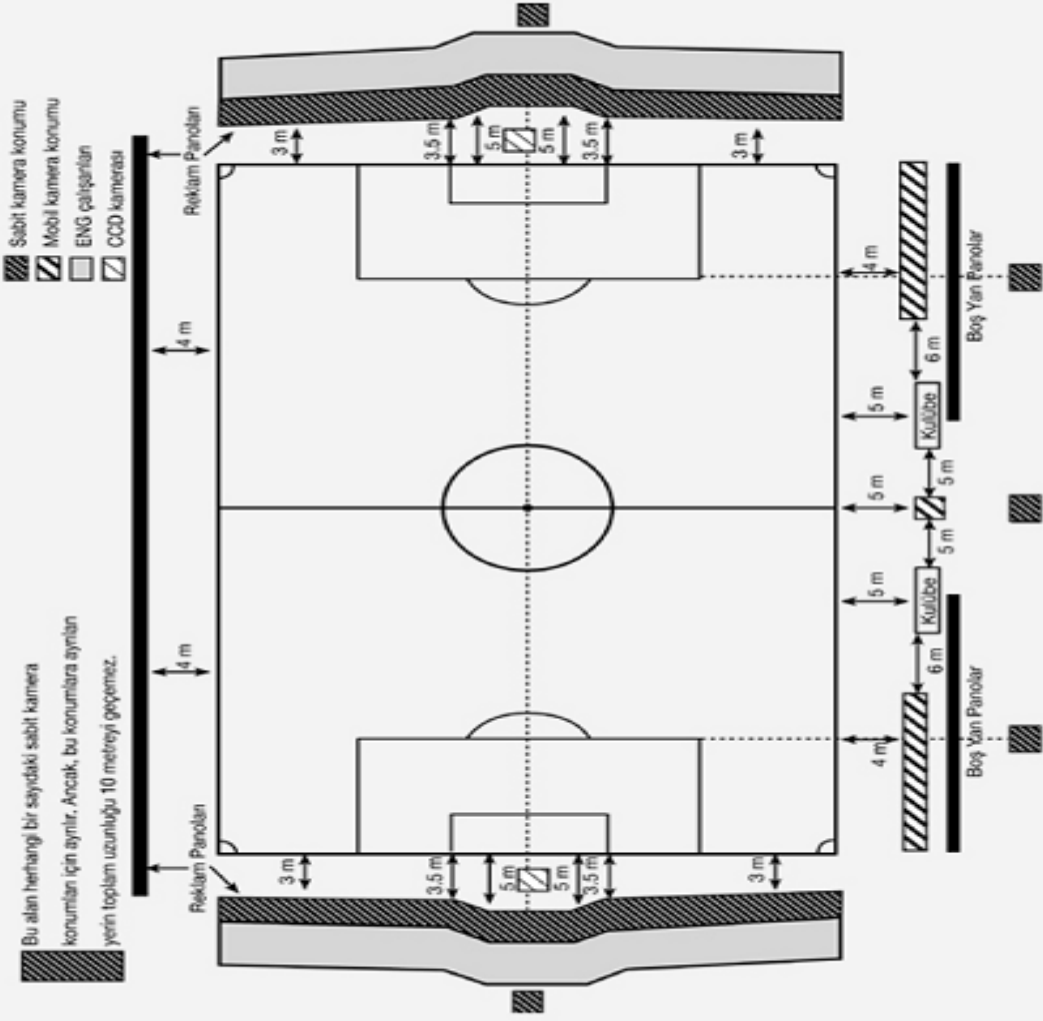 Bu alan herhangi bir sayıdaki sabit kamera
konumları için ayrılır. Ancak, bu konumlara ayrılan
yerin toplam uzunluğu 10 metreyi geçemez.
Sabit kamera konumu
Mobil kamera konumu
ENG çalışanları
CCD kamerası
Reklam Panoları
Reklam Panoları
4 m
4 m
3 m
3.5 m
5 m
5 m
3.5 m
3 m
3 m
3.5 m
5 m
5 m
3.5 m
3 m
4 m
5 m
5 m
5 m
4 m
6 m
Kulübe
5 m
5 m
Kulübe
6 m
Boş Yan Panolar
Boş Yan Panolar